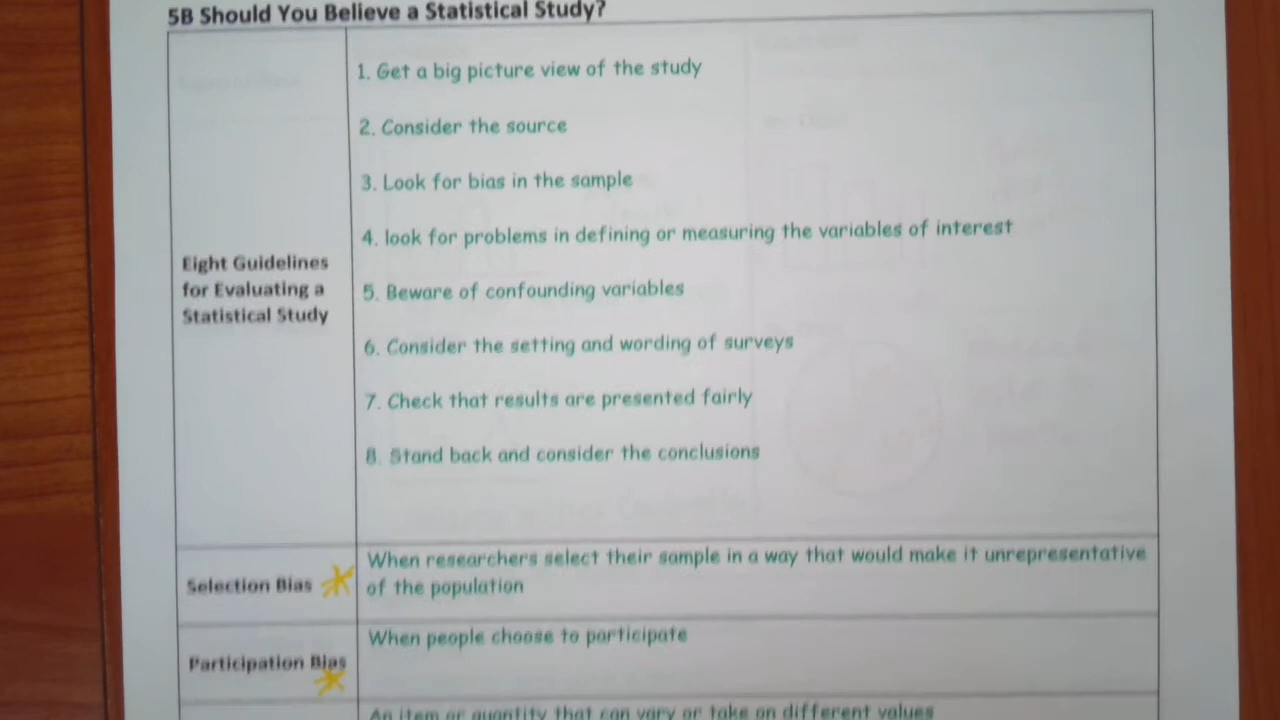 5B Should You Believe a Statistical Study?
1. Get a big picture view of the study
2. Consider the source
3. Look for bias in the sample
4. look for problems in defining or measuring the variables of interest
Eight Guidelines
for Evaluating a
Statistical Study
5. Beware of confounding variables
6. Consider the setting and wording of surveys
7. Check that results are presented fairly
8. Stand back and consider the conclusions
Selection Bias
When researchers select their sample in a way that would make it unrepresentative
of the population
Participation Bias
When people choose to participate
An item or quantity that can vary or take on different values